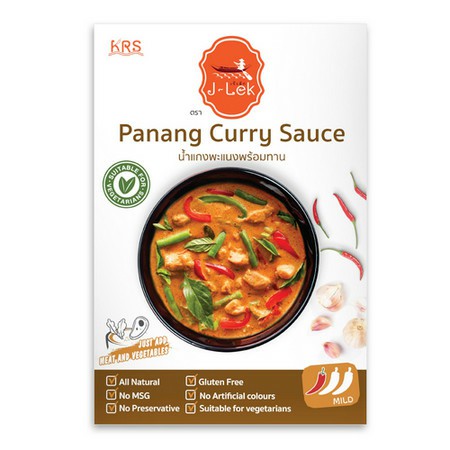 KRS
J-Lek
ตรา
Panang Curry Sauce
น้ำแกงพะแนงพร้อมทาน
SUITABLE FOR
VEGETARIANS
JUST ADD
MEAT AND VEGETABLES
All Natural
No MSG
No Preservative
Gluten Free
No Artificial colours
Suitable for vegetarians
MILD